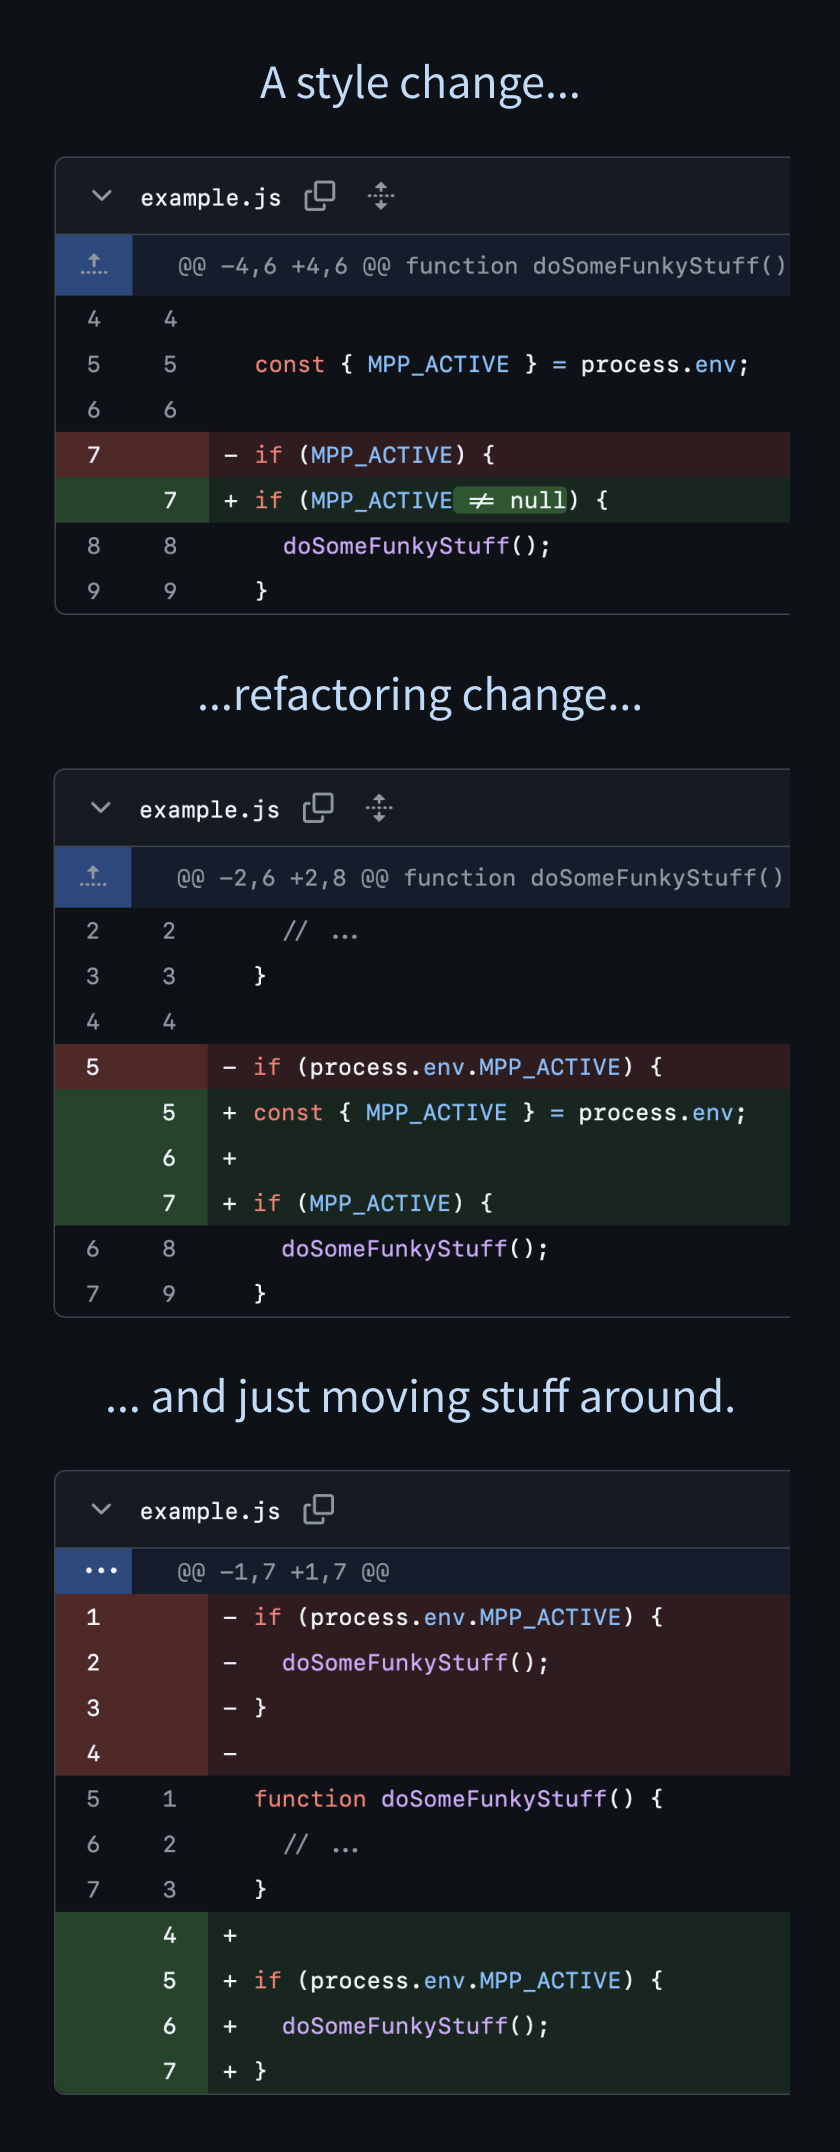 A style change...
example.js
@@ −4,6 +4,6 @@ function doSomeFunkyStuff()
4 4
5 5 const { MPP_ACTIVE } = process.env;
6 6
7 − if (MPP_ACTIVE) {
7 + if (MPP_ACTIVE ≠ null) {
8 8 doSomeFunkyStuff();
9 9 }
...refactoring change...
example.js
@@ −2,6 +2,8 @@ function doSomeFunkyStuff()
2 2 // ...
3 3 }
4 4
5 − if (process.env.MPP_ACTIVE) {
5 + const { MPP_ACTIVE } = process.env;
6 +
7 + if (MPP_ACTIVE) {
6 8 doSomeFunkyStuff();
7 9 }
... and just moving stuff around.
example.js
@@ −1,7 +1,7 @@
1 − if (process.env.MPP_ACTIVE) {
2 − doSomeFunkyStuff();
3 − }
4 −
5 1 function doSomeFunkyStuff() {
6 2 // ...
7 3 }
4 +
5 + if (process.env.MPP_ACTIVE) {
6 + doSomeFunkyStuff();
7 + }